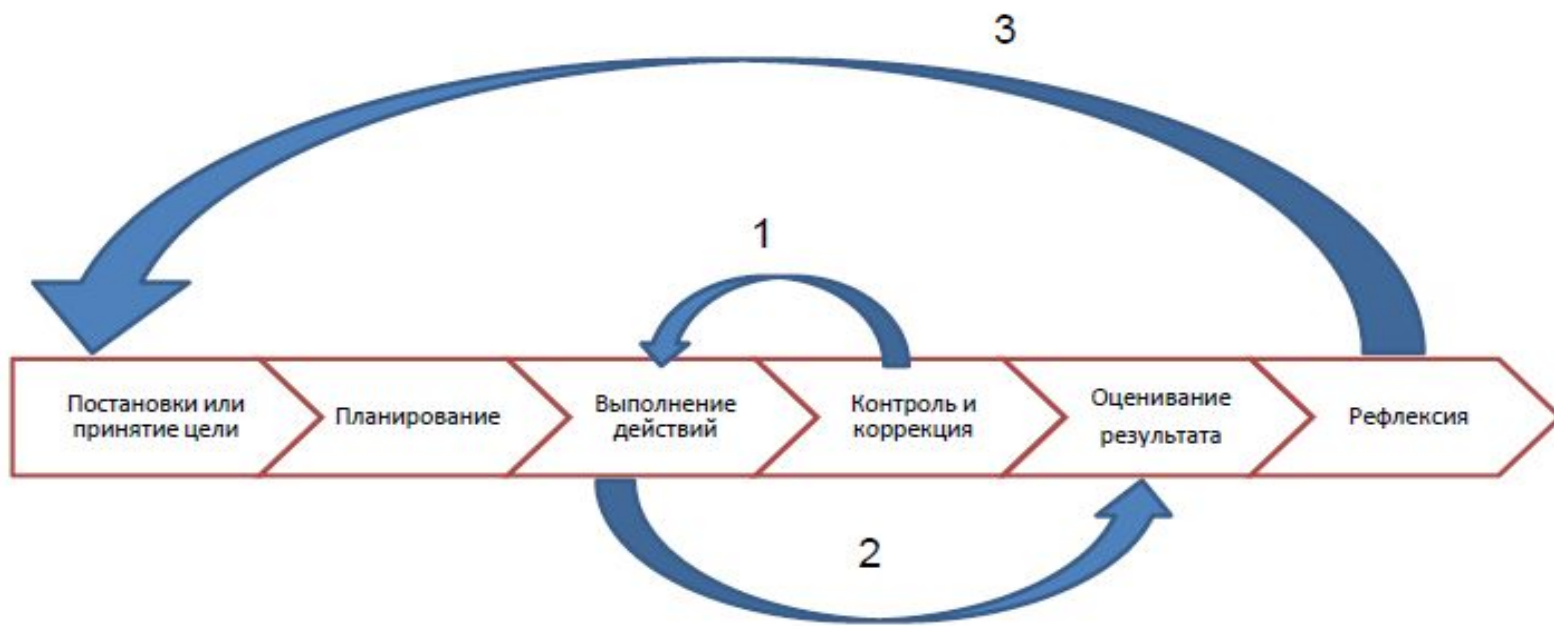 3
1
Постановки или
принятие цели
Планирование
Выполнение
действий
Контроль и
коррекция
Оценивание
результата
Рефлексия
2